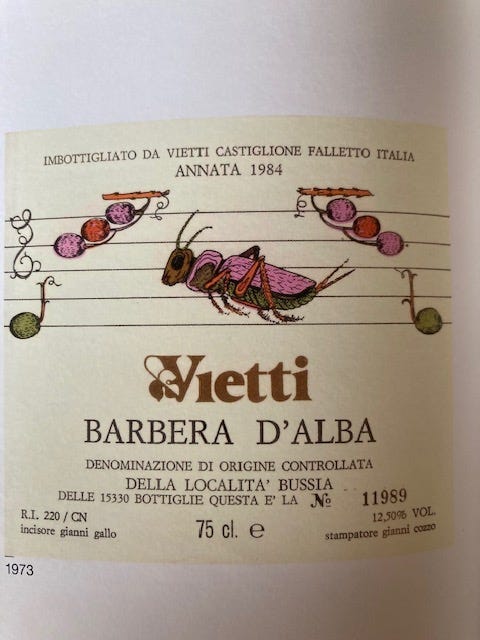 IMBOTTIGLIATO DA VIETTI CASTIGLIONE FALLETTO ITALIA
ANNATA 1984
Vietti
BARBERA D'ALBA
DENOMINAZIONE DI ORIGINE CONTROLLATA
DELLA LOCALITA' BUSSIA
DELLE 15330 BOTTIGLIE QUESTA E' LA № 11989
R.I. 220 / CN 75 cl. e 12,50% VOL.
incisore gianni gallo stampatore gianni cozzo
1973